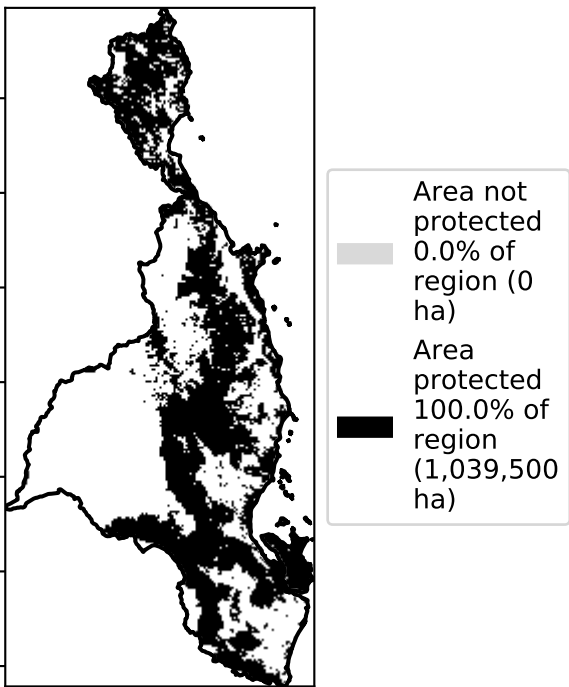 Area not
protected
0.0% of
region (0
ha)
Area
protected
100.0% of
region
(1,039,500
ha)